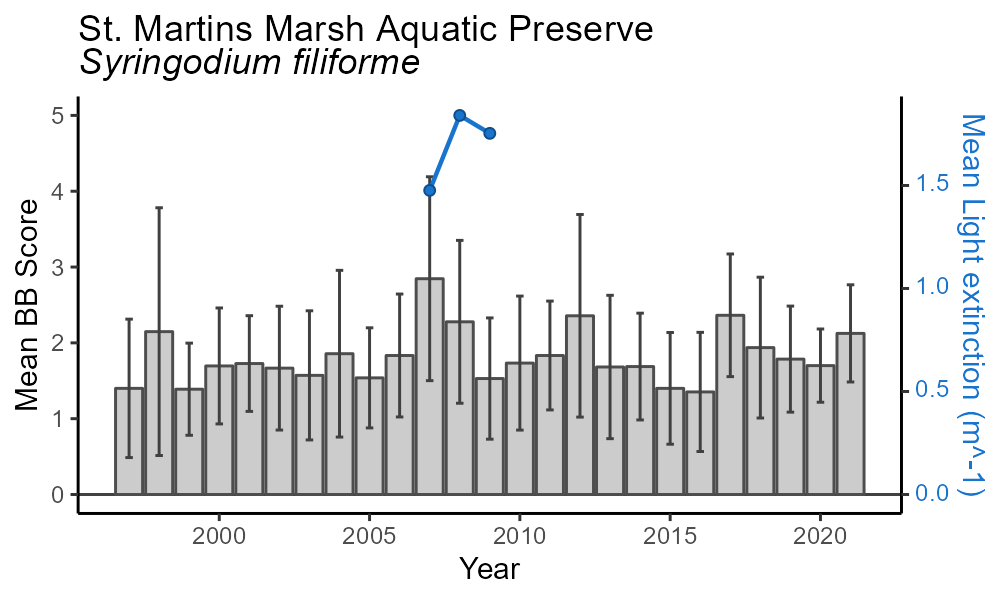 St. Martins Marsh Aquatic Preserve
Syringodium filiforme
Mean BB Score
5
4
3
2
1
0
1.5
1.0
0.5
0.0
Mean Light extinction (m^-1)
2000 2005 2010 2015 2020
Year